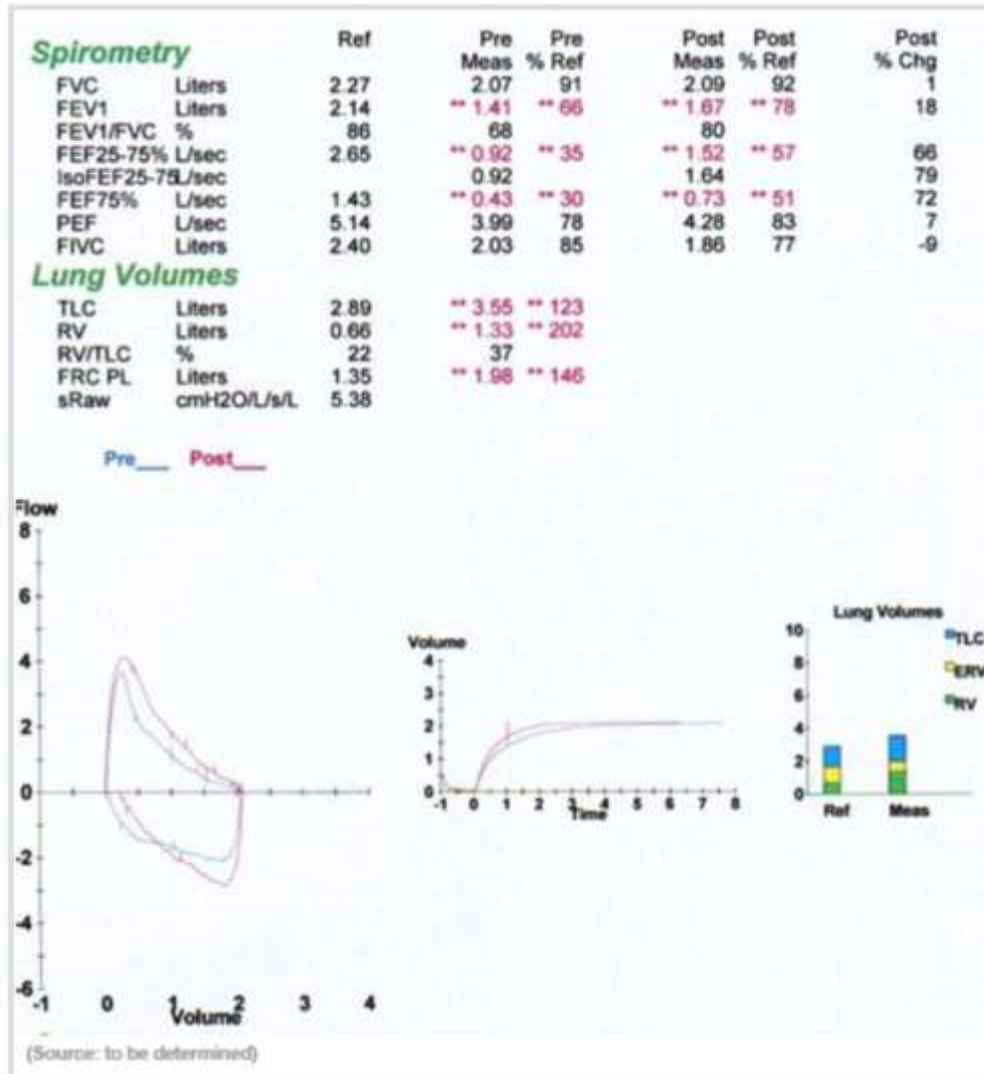 Spirometry Ref Pre Pre Post Post Post
Meas % Ref Meas % Ref % Chg
FVC Liters 2.27 2.07 91 2.09 92 1
FEV1 Liters 2.14 ** 1.41 ** 66 ** 1.67 ** 78 18
FEV1/FVC % 86 68 80
FEF25-75% L/sec 2.65 ** 0.92 ** 35 ** 1.52 ** 57 66
IsoFEF25-75L/sec 0.92 1.64 79
FEF75% L/sec 1.43 ** 0.43 ** 30 ** 0.73 ** 51 72
PEF L/sec 5.14 3.99 78 4.28 83 7
FIVC Liters 2.40 2.03 85 1.86 77 -9
Lung Volumes
TLC Liters 2.89 ** 3.55 ** 123
RV Liters 0.66 ** 1.33 ** 202
RV/TLC % 22 37
FRC PL Liters 1.35 ** 1.98 ** 146
sRaw cmH2O/L/s/L 5.38
Pre___ Post___
Flow
8
6
4
2
0
-2
-4
-6
-1 0 1 2 3 4
Volume
Volume
4
3
2
1
0
-1 0 1 2 3 4 5 6 7 8
Time
Lung Volumes
10
8
6
4
2
0
TLC
ERV
RV
Ref Meas
(Source: to be determined)